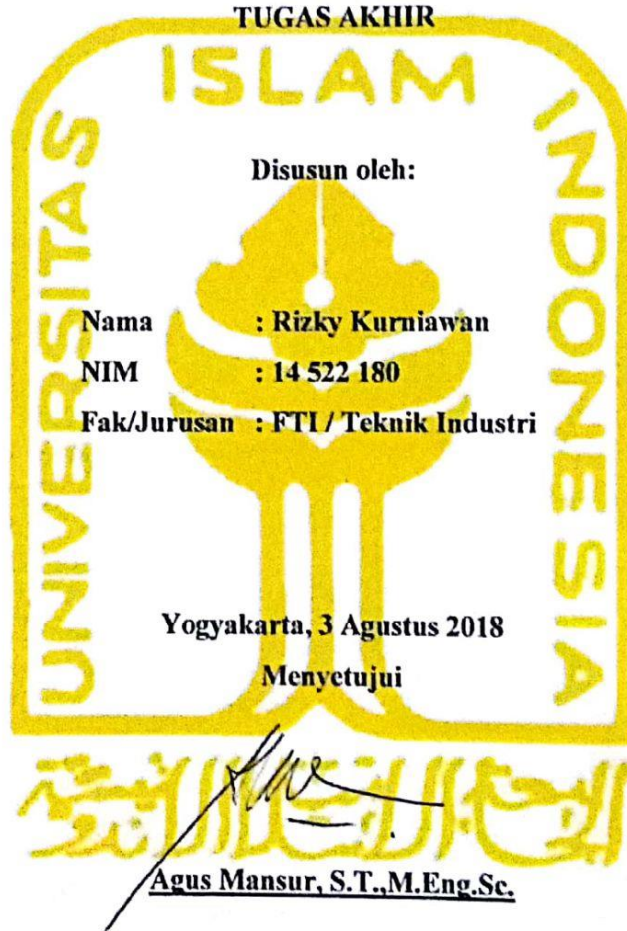 TUGAS AKHIR
UNIVERSITAS ISLAM INDONESIA
Disusun oleh:
Nama : Rizky Kurniawan
NIM : 14 522 180
Fak/Jurusan : FTI / Teknik Industri
Yogyakarta, 3 Agustus 2018
Menyetujui
Agus Mansur, S.T.,M.Eng.Sc.